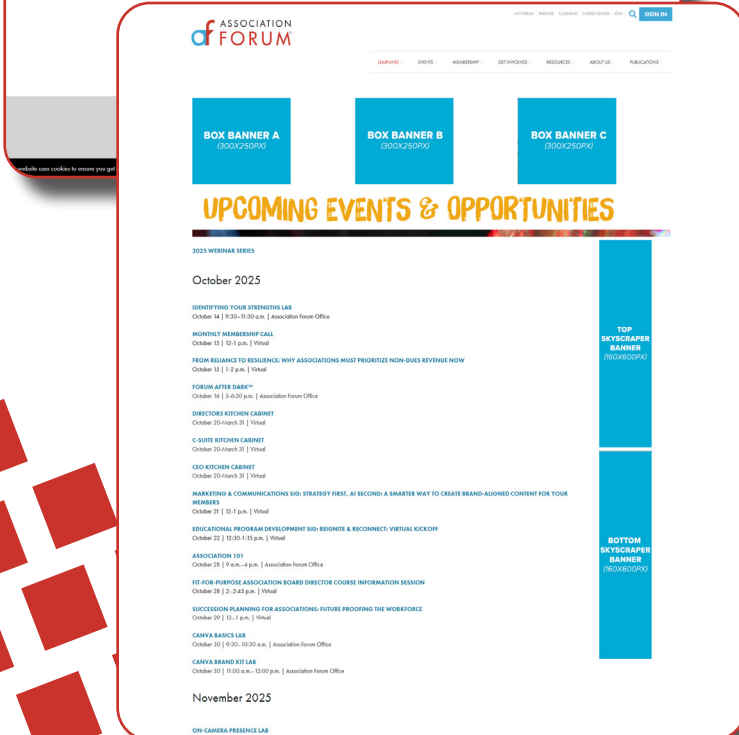 MY FORUM PARTNER CALENDAR CAREER CENTER JOIN SIGN IN
ASSOCIATION
af FORUM
LEARNING EVENTS MEMBERSHIP GET INVOLVED RESOURCES ABOUT US PUBLICATIONS
BOX BANNER A
(300X250PX)
BOX BANNER B
(300X250PX)
BOX BANNER C
(300X250PX)
website uses cookies to ensure you get
UPCOMING EVENTS & OPPORTUNITIES
2025 WEBINAR SERIES
October 2025
IDENTIFYING YOUR STRENGTHS LAB
October 14 | 9:30–11:30 a.m. | Association Forum Office
MONTHLY MEMBERSHIP CALL
October 15 | 12-1 p.m. | Virtual
FROM RELIANCE TO RESILIENCE: WHY ASSOCIATIONS MUST PRIORITIZE NON-DUES REVENUE NOW
October 15 | 1-2 p.m. | Virtual
FORUM AFTER DARK™
October 16 | 5-6:30 p.m. | Association Forum Office
DIRECTORS KITCHEN CABINET
October 20-March 31 | Virtual
C-SUITE KITCHEN CABINET
October 20-March 31 | Virtual
CEO KITCHEN CABINET
October 20-March 31 | Virtual
MARKETING & COMMUNICATIONS SIG: STRATEGY FIRST, AI SECOND: A SMARTER WAY TO CREATE BRAND-ALIGNED CONTENT FOR YOUR
MEMBERS
October 21 | 12-1 p.m. | Virtual
EDUCATIONAL PROGRAM DEVELOPMENT SIG: REIGNITE & RECONNECT: VIRTUAL KICKOFF
October 22 | 12:30-1:15 p.m. | Virtual
ASSOCIATION 101
October 28 | 9 a.m.–4 p.m. | Association Forum Office
FIT-FOR-PURPOSE ASSOCIATION BOARD DIRECTOR COURSE INFORMATION SESSION
October 28 | 2–2:45 p.m. | Virtual
SUCCESSION PLANNING FOR ASSOCIATIONS: FUTURE PROOFING THE WORKFORCE
October 29 | 12–1 p.m. | Virtual
CANVA BASICS LAB
October 30 | 9:30–10:30 a.m. | Association Forum Office
CANVA BRAND KIT LAB
October 30 | 11:00 a.m.–12:00 p.m. | Association Forum Office
November 2025
ON-CAMERA PRESENCE LAB
TOP
SKYSCRAPER
BANNER
(160X600PX)
BOTTOM
SKYSCRAPER
BANNER
(160X600PX)